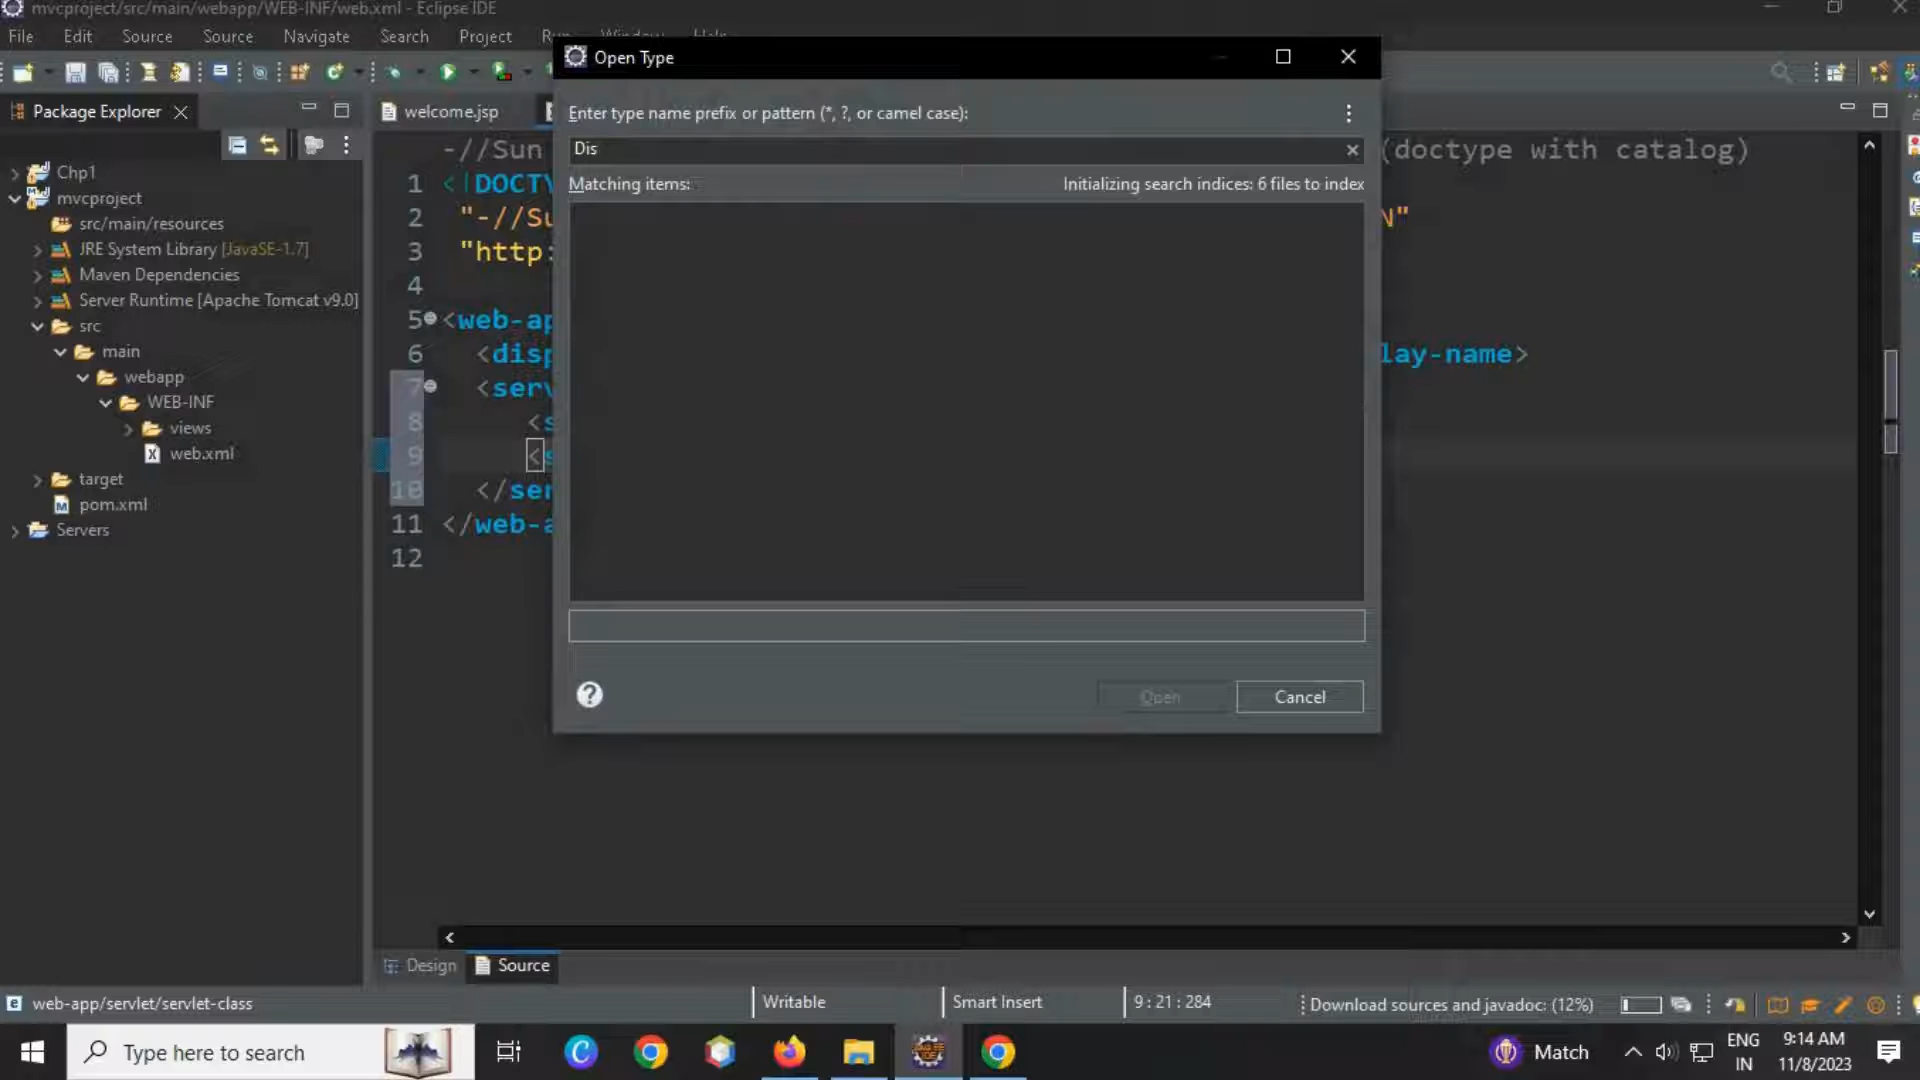 mvcproject/src/main/webapp/WEB-INF/web.xml - Eclipse IDE
File Edit Source Source Navigate Search Project
Open Type
Package Explorer
welcome.jsp
Enter type name prefix or pattern (*, ?, or camel case):
Dis
Matching items:
Initializing search indices: 6 files to index
Open
Cancel
Chp1
mvcproject
src/main/resources
JRE System Library [JavaSE-1.7]
Maven Dependencies
Server Runtime [Apache Tomcat v9.0]
src
main
webapp
WEB-INF
views
web.xml
target
pom.xml
Servers
-//Sun (doctype with catalog)
1 <!DOCTY
2 "-//Su N"
3 "http:
4
5 <web-ap
6 <disp lay-name>
7 <serv
8 <s
9 <s
10 </ser
11 </web-a
12
Design Source
web-app/servlet/servlet-class
Writable
Smart Insert
9 : 21 : 284
Download sources and javadoc: (12%)
Type here to search
Match
ENG
IN
9:14 AM
11/8/2023